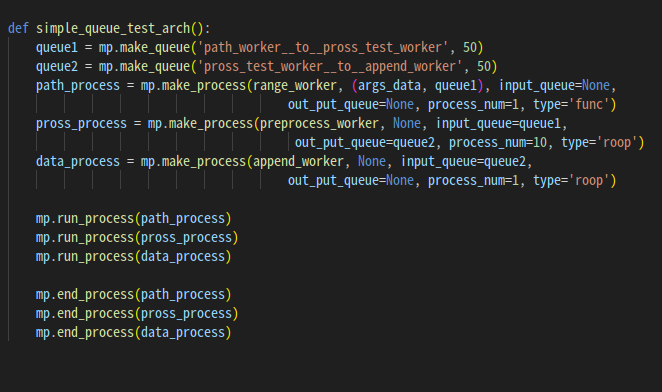 def simple_queue_test_arch():
queue1 = mp.make_queue('path_worker__to__pross_test_worker', 50)
queue2 = mp.make_queue('pross_test_worker__to__append_worker', 50)
path_process = mp.make_process(range_worker, (args_data, queue1), input_queue=None,
out_put_queue=None, process_num=1, type='func')
pross_process = mp.make_process(preprocess_worker, None, input_queue=queue1,
out_put_queue=queue2, process_num=10, type='roop')
data_process = mp.make_process(append_worker, None, input_queue=queue2,
out_put_queue=None, process_num=1, type='roop')
mp.run_process(path_process)
mp.run_process(pross_process)
mp.run_process(data_process)
mp.end_process(path_process)
mp.end_process(pross_process)
mp.end_process(data_process)